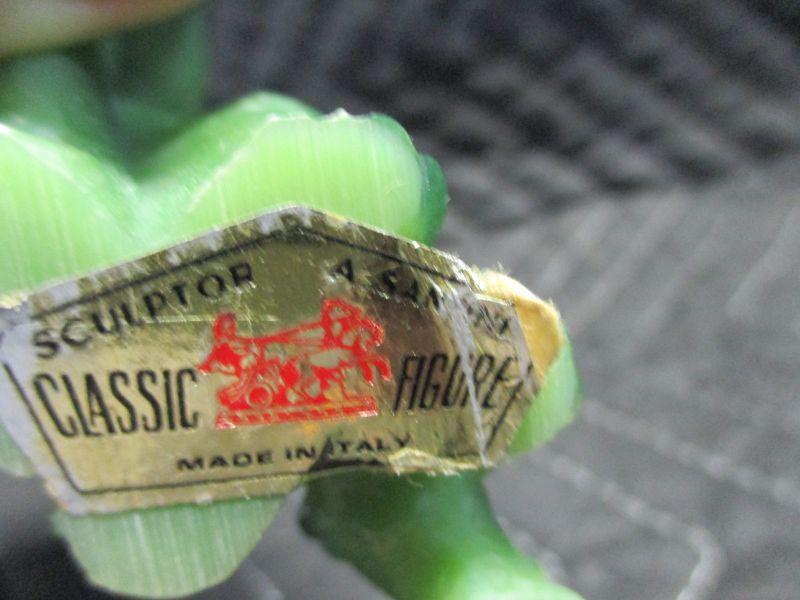 SCULPTOR A. SANTINI
CLASSIC FIGURE
MADE IN ITALY